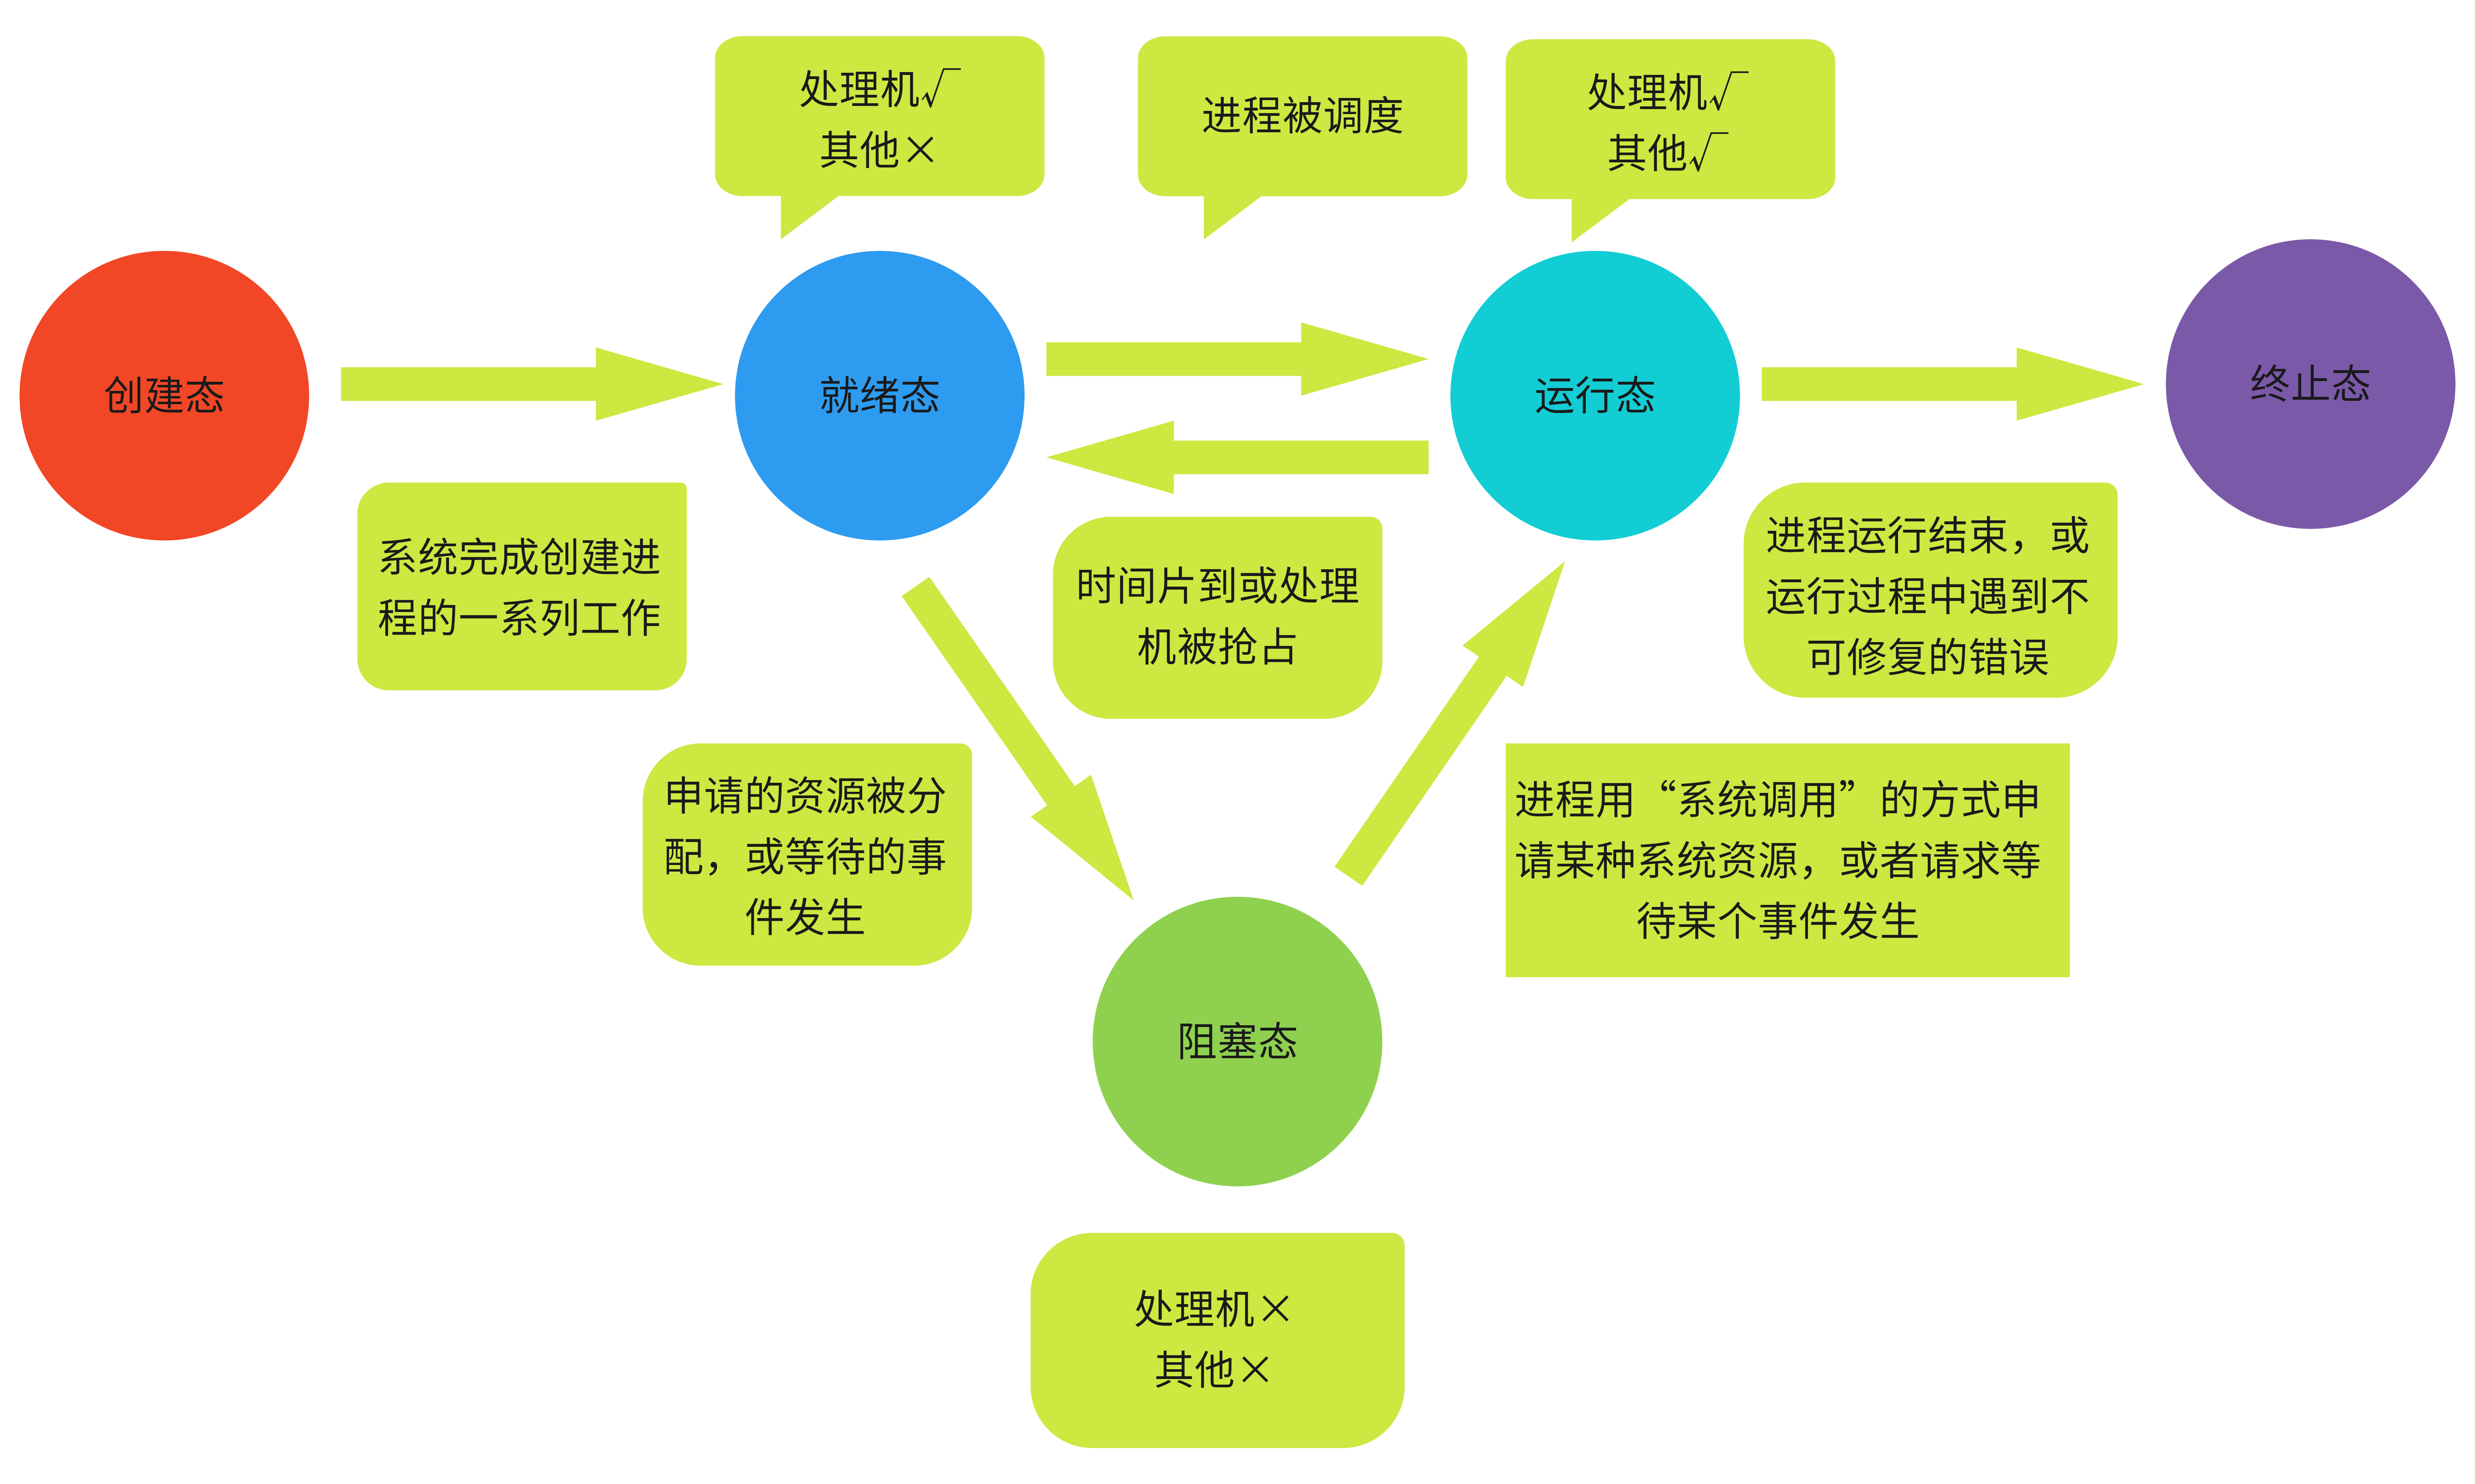 处理机√
其他×
进程被调度
处理机√
其他√
创建态
就绪态
运行态
终止态
系统完成创建进
程的一系列工作
时间片到或处理
机被抢占
进程运行结束，或
运行过程中遇到不
可修复的错误
申请的资源被分
配，或等待的事
件发生
进程用“系统调用”的方式申
请某种系统资源，或者请求等
待某个事件发生
阻塞态
处理机×
其他×